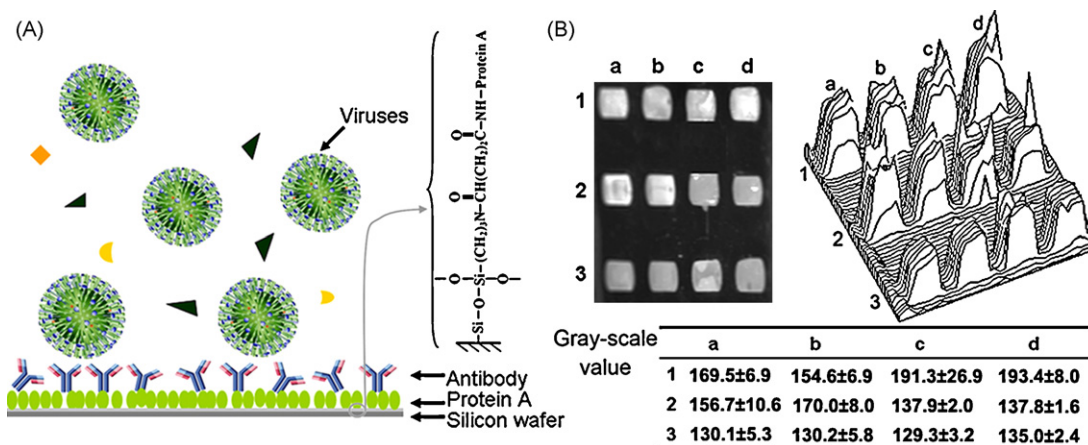 (A)
Viruses
–Si–O–Si–(CH₂)₃N–CH(CH₂)₂C–NH–Protein A
O
O
O
O
Antibody
Protein A
Silicon wafer
(B)
a b c d
1
2
3
a
b
c
d
1
2
3
Gray-scale value
a b c d
1 169.5±6.9 154.6±6.9 191.3±26.9 193.4±8.0
2 156.7±10.6 170.0±8.0 137.9±2.0 137.8±1.6
3 130.1±5.3 130.2±5.8 129.3±3.2 135.0±2.4